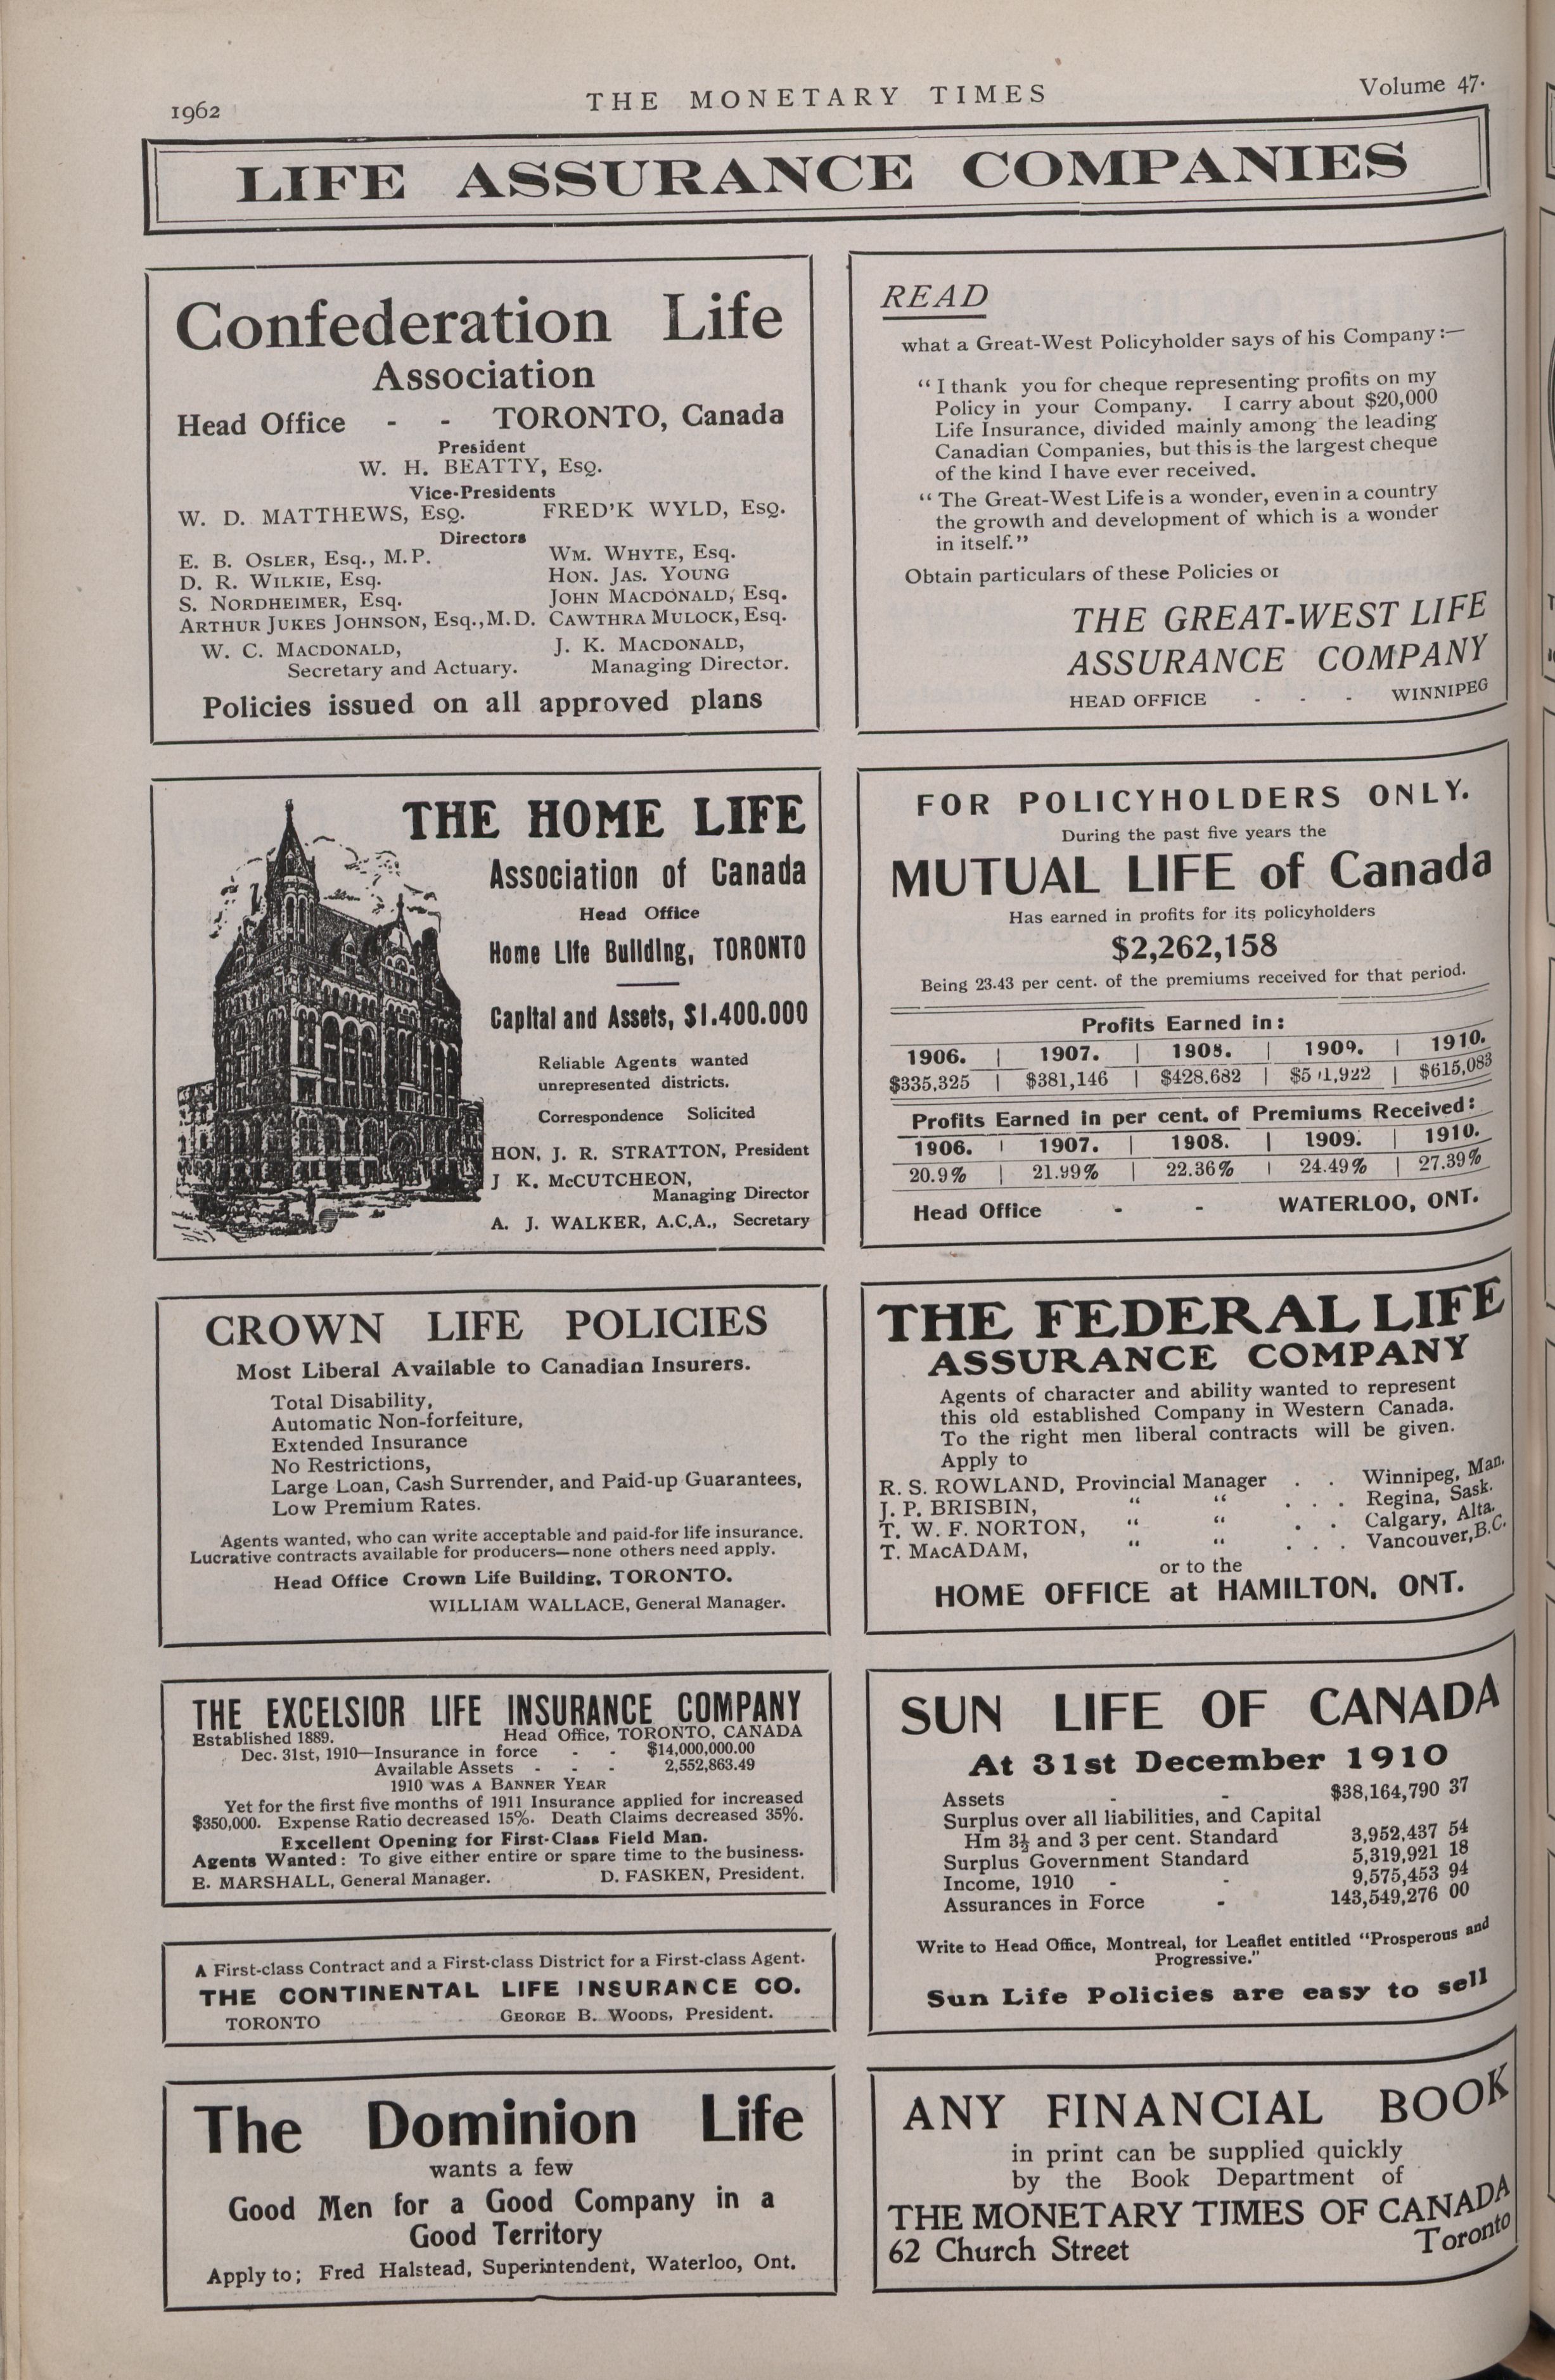 1962
THE MONETARY TIMES
Volume 47.
LIFE ASSURANCE COMPANIES
Confederation Life
Association
Head Office - - TORONTO, Canada
President
W. H. BEATTY, Esq.
Vice-Presidents
W. D. MATTHEWS, Esq. FRED'K WYLD, Esq.
Directors
E. B. OSLER, Esq., M.P. WM. WHYTE, Esq.
D. R. WILKIE, Esq. HON. JAS. YOUNG
S. NORDHEIMER, Esq. JOHN MACDONALD, Esq.
ARTHUR JUKES JOHNSON, Esq., M.D. CAWTHRA MULOCK, Esq.
W. C. MACDONALD, J. K. MACDONALD,
Secretary and Actuary. Managing Director.
Policies issued on all approved plans
READ
what a Great-West Policyholder says of his Company:—
"I thank you for cheque representing profits on my
Policy in your Company. I carry about $20,000
Life Insurance, divided mainly among the leading
Canadian Companies, but this is the largest cheque
of the kind I have ever received.
"The Great-West Life is a wonder, even in a country
the growth and development of which is a wonder
in itself."
Obtain particulars of these Policies of
THE GREAT-WEST LIFE
ASSURANCE COMPANY
HEAD OFFICE - - - WINNIPEG
THE HOME LIFE
Association of Canada
Head Office
Home Life Building, TORONTO
Capital and Assets, $1.400.000
Reliable Agents wanted
unrepresented districts.
Correspondence Solicited
HON. J. R. STRATTON, President
J K. McCUTCHEON,
Managing Director
A. J. WALKER, A.C.A., Secretary
FOR POLICYHOLDERS ONLY.
During the past five years the
MUTUAL LIFE of Canada
Has earned in profits for its policyholders
$2,262,158
Being 23.43 per cent. of the premiums received for that period.
Profits Earned in:
1906. | 1907. | 1908. | 1909. | 1910.
$335,325 | $381,146 | $428.682 | | $615,083
Profits Earned in per cent. of Premiums Received:
1906. | 1907. | 1908. | 1909. | 1910.
20.9% | 21.99% | 22.36% | 24.49% | 27.39%
Head Office - - WATERLOO, ONT.
CROWN LIFE POLICIES
Most Liberal Available to Canadian Insurers.
Total Disability,
Automatic Non-forfeiture,
Extended Insurance
No Restrictions,
Large Loan, Cash Surrender, and Paid-up Guarantees,
Low Premium Rates.
Agents wanted, who can write acceptable and paid-for life insurance.
Lucrative contracts available for producers—none others need apply.
Head Office Crown Life Building, TORONTO.
WILLIAM WALLACE, General Manager.
THE FEDERAL LIFE
ASSURANCE COMPANY
Agents of character and ability wanted to represent
this old established Company in Western Canada.
To the right men liberal contracts will be given.
Apply to
R. S. ROWLAND, Provincial Manager . . Winnipeg, Man.
J. P. BRISBIN, " " . . . Regina, Sask.
T. W. F. NORTON, " " . . Calgary, Alta.
T. MACADAM, " " . . . Vancouver, B.C.
or to the
HOME OFFICE at HAMILTON, ONT.
THE EXCELSIOR LIFE INSURANCE COMPANY
Established 1889. Head Office, TORONTO, CANADA
Dec. 31st, 1910—Insurance in force - - $14,000,000.00
Available Assets - - - 2,552,863.49
1910 WAS A BANNER YEAR
Yet for the first five months of 1911 Insurance applied for increased
$350,000. Expense Ratio decreased 15%. Death Claims decreased 35%.
Excellent Opening for First-Class Field Man.
Agents Wanted: To give either entire or spare time to the business.
E. MARSHALL, General Manager. D. FASKEN, President.
SUN LIFE OF CANADA
At 31st December 1910
Assets - - $38,164,790 37
Surplus over all liabilities, and Capital
Hm 3½ and 3 per cent. Standard 3,952,437 54
Surplus Government Standard 5,319,921 18
Income, 1910 - - 9,575,453 94
Assurances in Force - 143,549,276 00
Write to Head Office, Montreal, for Leaflet entitled "Prosperous and
Progressive."
Sun Life Policies are easy to sell
A First-class Contract and a First-class District for a First-class Agent.
THE CONTINENTAL LIFE INSURANCE CO.
TORONTO GEORGE B. WOODS, President.
The Dominion Life
wants a few
Good Men for a Good Company in a
Good Territory
Apply to; Fred Halstead, Superintendent, Waterloo, Ont.
ANY FINANCIAL BOOK
in print can be supplied quickly
by the Book Department of
THE MONETARY TIMES OF CANADA
62 Church Street Toronto